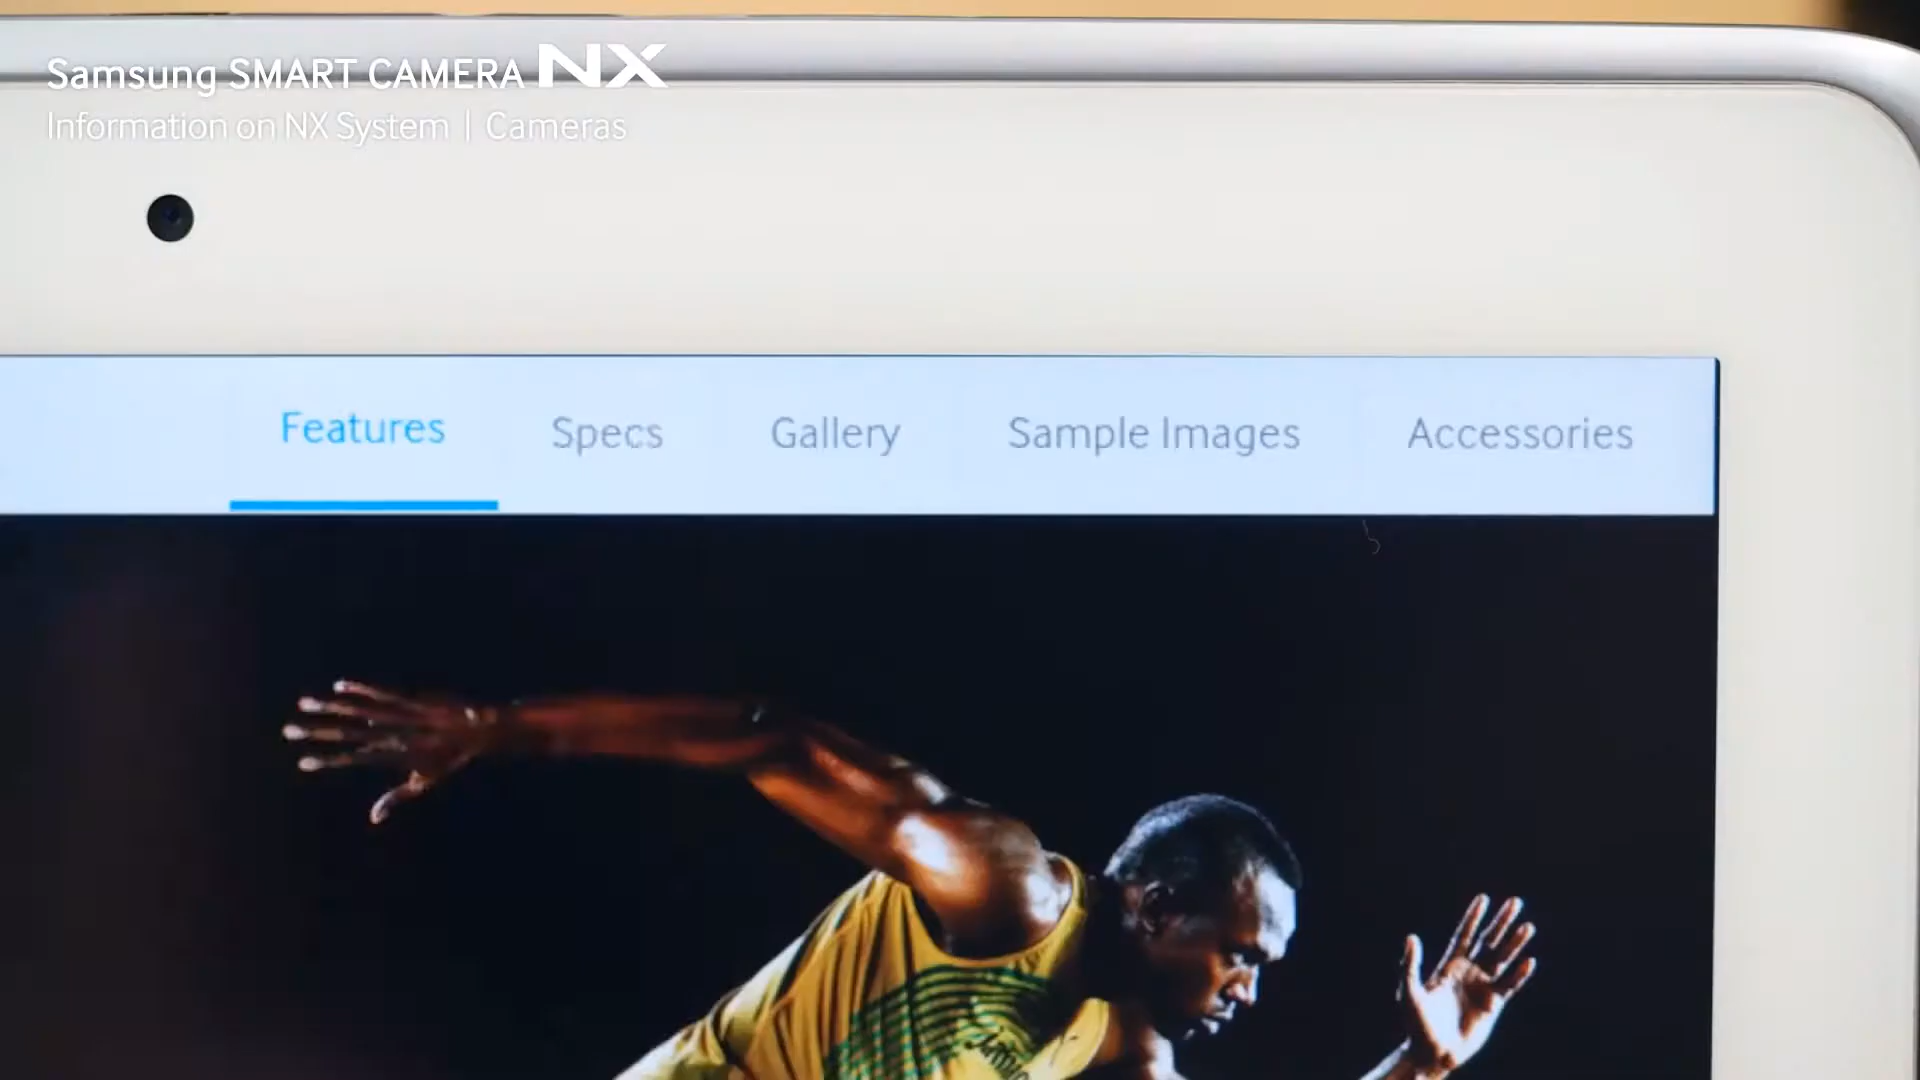 Samsung SMART CAMERA NX
Information on NX System | Cameras
Features
Specs
Gallery
Sample Images
Accessories